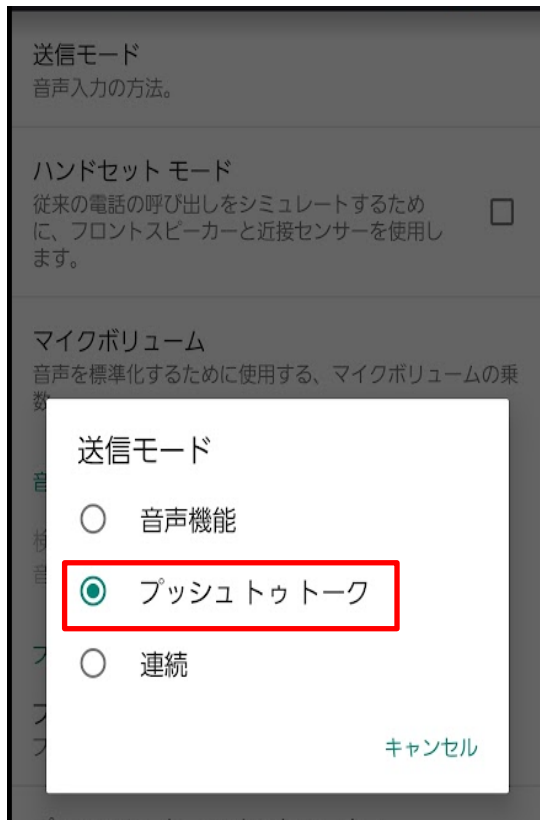 送信モード
音声入力の方法。
ハンドセット モード
従来の電話の呼び出しをシミュレートするため
に、フロントスピーカーと近接センサーを使用し
ます。
マイクボリューム
音声を標準化するために使用する、マイクボリュームの乗
数
送信モード
音声機能
プッシュ トゥ トーク
連続
キャンセル